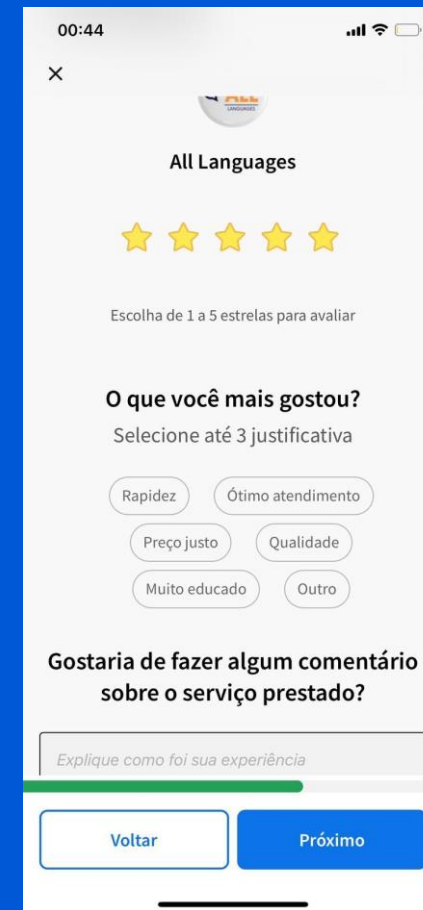 00:44
ALL
LANGUAGES
All Languages
Escolha de 1 a 5 estrelas para avaliar
O que você mais gostou?
Selecione até 3 justificativa
Rapidez
Ótimo atendimento
Preço justo
Qualidade
Muito educado
Outro
Gostaria de fazer algum comentário
sobre o serviço prestado?
Explique como foi sua experiência
Voltar
Próximo